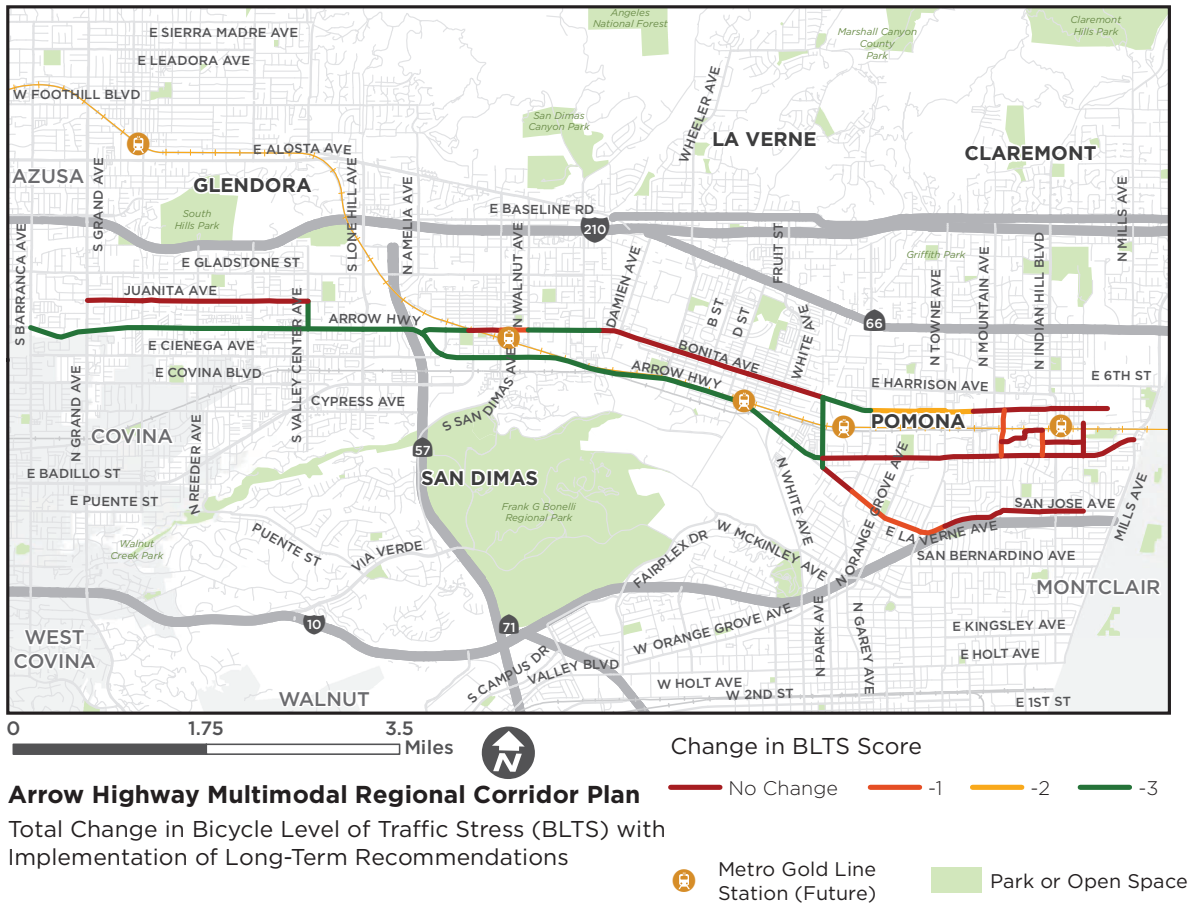 Angeles
National Forest
Claremont
Hills Park
Marshall Canyon
County
Park
E SIERRA MADRE AVE
E LEADORA AVE
W FOOTHILL BLVD
WHEELER AVE
San Dimas
Canyon Park
LA VERNE
CLAREMONT
E ALOSTA AVE
AZUSA
S GRAND AVE
GLENDORA
S LONE HILL AVE
N AMELIA AVE
N MILLS AVE
South
Hills Park
E BASELINE RD
210
S BARRANCA AVE
N WALNUT AVE
DAMIEN AVE
FRUIT ST
Griffith Park
N TOWNE AVE
N MOUNTAIN AVE
N INDIAN HILL BLVD
E GLADSTONE ST
JUANITA AVE
S VALLEY CENTER AVE
ARROW HWY
B ST
D ST
WHITE AVE
66
E CIENEGA AVE
BONITA AVE
E COVINA BLVD
ARROW HWY
E HARRISON AVE
E 6TH ST
N GRAND AVE
CYPRESS AVE
S SAN DIMAS AVE
POMONA
COVINA
N REEDER AVE
57
E BADILLO ST
SAN DIMAS
N WHITE AVE
N ORANGE GROVE AVE
E PUENTE ST
Frank G Bonelli
Regional Park
SAN JOSE AVE
MILLS AVE
Walnut
Creek Park
PUENTE ST
VIA VERDE
FAIRPLEX DR
W MCKINLEY AVE
E LA VERNE AVE
SAN BERNARDINO AVE
MONTCLAIR
10
71
W ORANGE GROVE AVE
N PARK AVE
N GAREY AVE
E KINGSLEY AVE
WEST
COVINA
S CAMPUS DR
VALLEY BLVD
E HOLT AVE
WALNUT
W HOLT AVE
W 2ND ST
E 1ST ST
0 1.75 3.5
Miles
N
Change in BLTS Score
No Change -1 -2 -3
Arrow Highway Multimodal Regional Corridor Plan
Total Change in Bicycle Level of Traffic Stress (BLTS) with
Implementation of Long-Term Recommendations
Metro Gold Line
Station (Future)
Park or Open Space